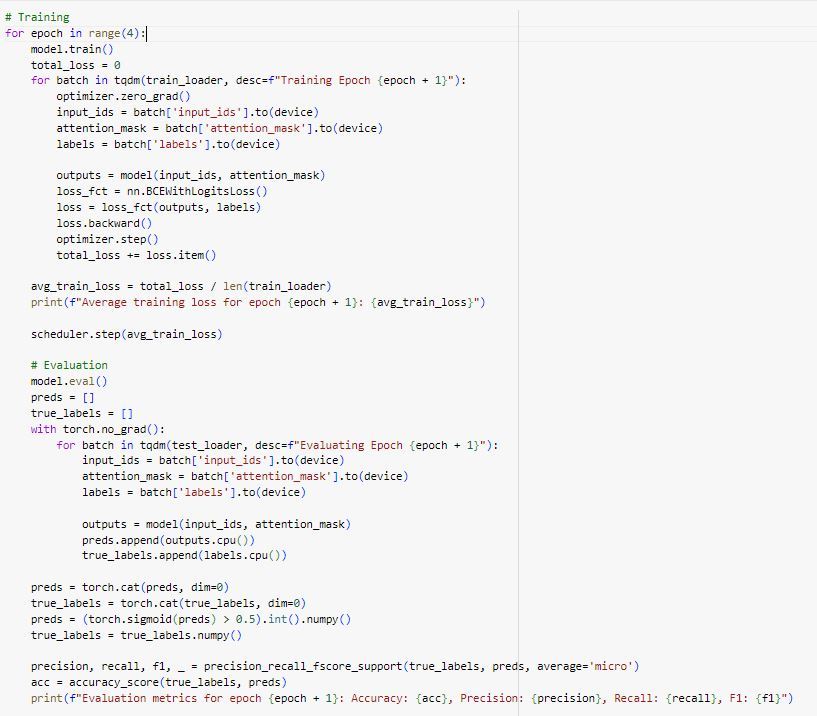 # Training
for epoch in range(4):
    model.train()
    total_loss = 0
    for batch in tqdm(train_loader, desc=f"Training Epoch {epoch + 1}"):
        optimizer.zero_grad()
        input_ids = batch['input_ids'].to(device)
        attention_mask = batch['attention_mask'].to(device)
        labels = batch['labels'].to(device)

        outputs = model(input_ids, attention_mask)
        loss_fct = nn.BCEWithLogitsLoss()
        loss = loss_fct(outputs, labels)
        loss.backward()
        optimizer.step()
        total_loss += loss.item()

    avg_train_loss = total_loss / len(train_loader)
    print(f"Average training loss for epoch {epoch + 1}: {avg_train_loss}")

    scheduler.step(avg_train_loss)

    # Evaluation
    model.eval()
    preds = []
    true_labels = []
    with torch.no_grad():
        for batch in tqdm(test_loader, desc=f"Evaluating Epoch {epoch + 1}"):
            input_ids = batch['input_ids'].to(device)
            attention_mask = batch['attention_mask'].to(device)
            labels = batch['labels'].to(device)

            outputs = model(input_ids, attention_mask)
            preds.append(outputs.cpu())
            true_labels.append(labels.cpu())

    preds = torch.cat(preds, dim=0)
    true_labels = torch.cat(true_labels, dim=0)
    preds = (torch.sigmoid(preds) > 0.5).int().numpy()
    true_labels = true_labels.numpy()

    precision, recall, f1, _ = precision_recall_fscore_support(true_labels, preds, average='micro')
    acc = accuracy_score(true_labels, preds)
    print(f"Evaluation metrics for epoch {epoch + 1}: Accuracy: {acc}, Precision: {precision}, Recall: {recall}, F1: {f1}")